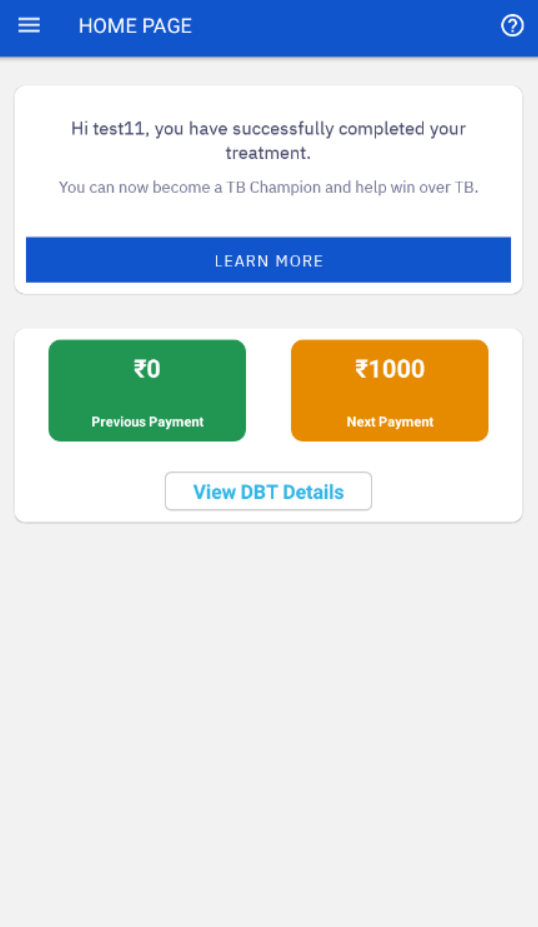 HOME PAGE
Hi test11, you have successfully completed your
treatment.
You can now become a TB Champion and help win over TB.
LEARN MORE
₹0
Previous Payment
₹1000
Next Payment
View DBT Details